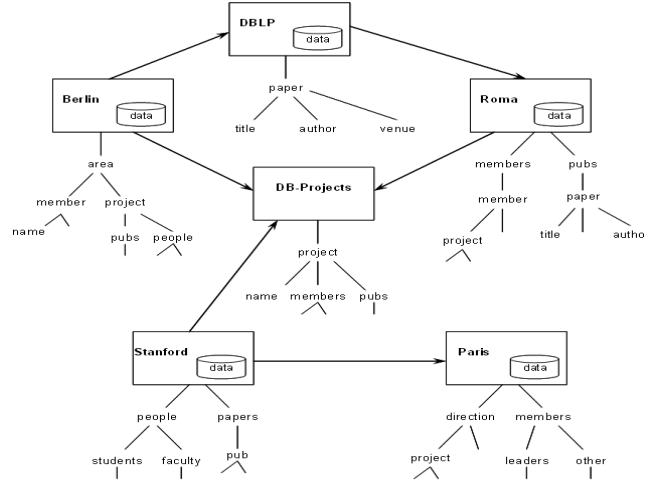 DBLP
data
Berlin
data
paper
Roma
data
title author venue
area
members pubs
member project
DB-Projects
member
paper
name
pubs people
project
title autho
project
name members pubs
Stanford
data
Paris
data
people papers
direction members
students faculty
pub
project
leaders other